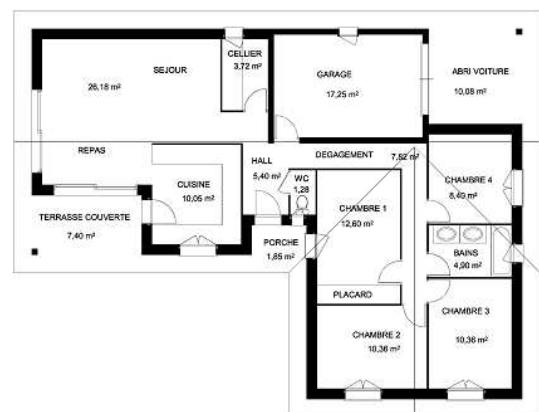 SEJOUR
26,18 m²
CELLIER
3,72 m²
GARAGE
17,25 m²
ABRI VOITURE
10,08 m²
REPAS
CUISINE
10,05 m²
HALL
5,40 m²
WC
1,28
DEGAGEMENT
7,82 m²
CHAMBRE 1
12,60 m²
CHAMBRE 4
8,40 m²
TERRASSE COUVERTE
7,40 m²
PORCHE
1,85 m²
BAINS
4,90 m²
PLACARD
CHAMBRE 2
10,36 m²
CHAMBRE 3
10,36 m²